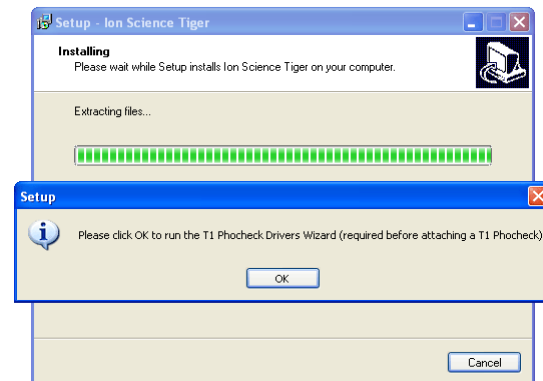 Setup - Ion Science Tiger
Installing
Please wait while Setup installs Ion Science Tiger on your computer.
Extracting files...
Setup
Please click OK to run the T1 Phocheck Drivers Wizard (required before attaching a T1 Phocheck)
OK
Cancel